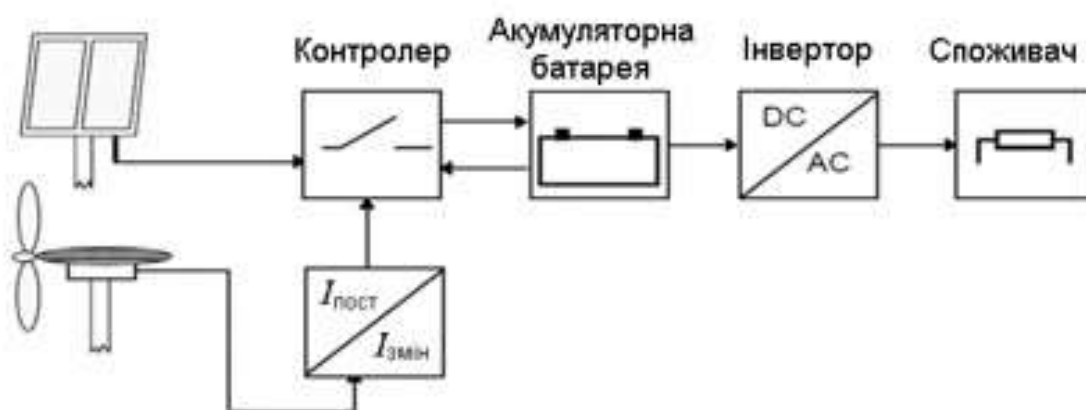 Контролер
Акумуляторна
батарея
Інвертор
Споживач
DC
AC
Iпост
Iзмін